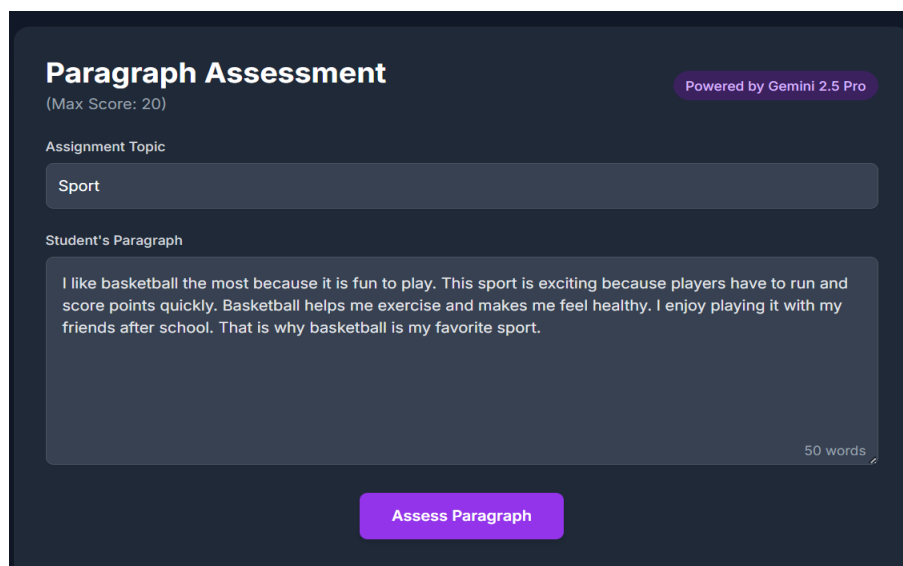 Paragraph Assessment
(Max Score: 20)
Powered by Gemini 2.5 Pro
Assignment Topic
Sport
Student's Paragraph
I like basketball the most because it is fun to play. This sport is exciting because players have to run and
score points quickly. Basketball helps me exercise and makes me feel healthy. I enjoy playing it with my
friends after school. That is why basketball is my favorite sport.
50 words
Assess Paragraph